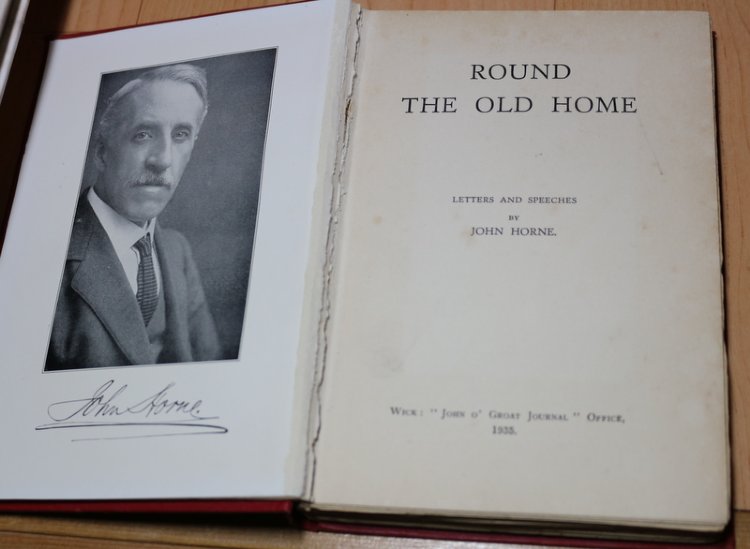 John Horne.
ROUND
THE OLD HOME
LETTERS AND SPEECHES
BY
JOHN HORNE.
WICK: "JOHN O' GROAT JOURNAL" OFFICE,
1935.